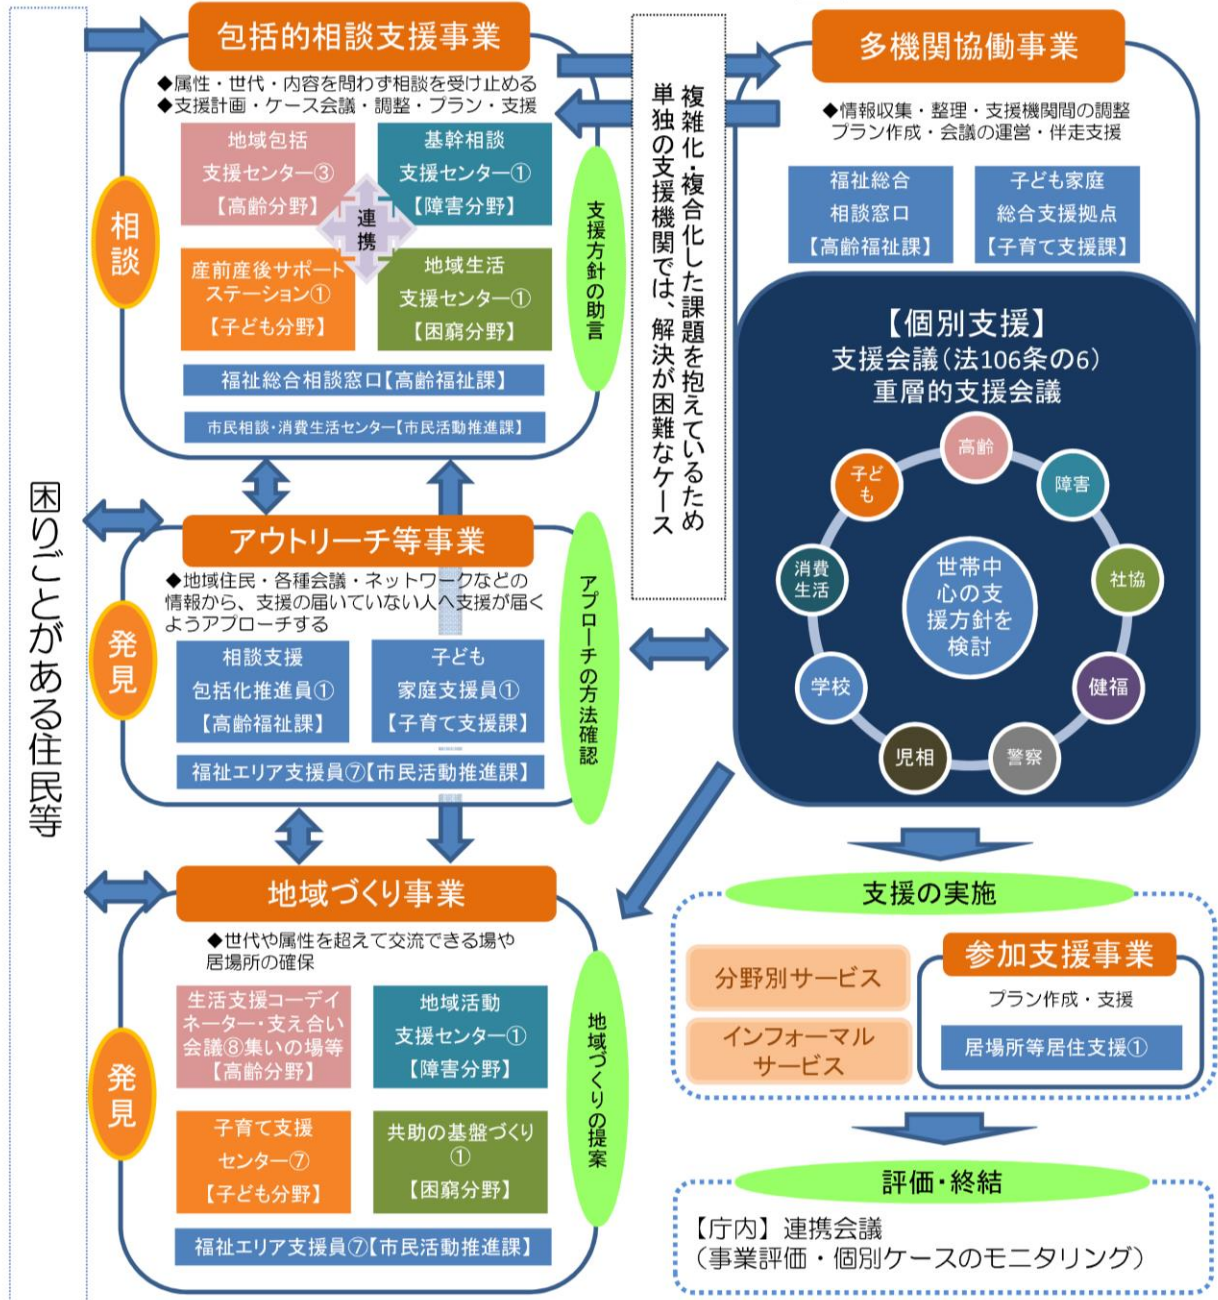 困りごとがある住民等
包括的相談支援事業
◆属性・世代・内容を問わず相談を受け止める
◆支援計画・ケース会議・調整・プラン・支援
相談
地域包括
支援センター③
【高齢分野】
基幹相談
支援センター①
【障害分野】
連携
産前産後サポート
ステーション①
【子ども分野】
地域生活
支援センター①
【困窮分野】
福祉総合相談窓口【高齢福祉課】
市民相談・消費生活センター【市民活動推進課】
支援方針の助言
複雑化・複合化した課題を抱えているため
単独の支援機関では、解決が困難なケース
多機関協働事業
◆情報収集・整理・支援機関間の調整
プラン作成・会議の運営・伴走支援
福祉総合
相談窓口
【高齢福祉課】
子ども家庭
総合支援拠点
【子育て支援課】
【個別支援】
支援会議(法106条の6)
重層的支援会議
高齢
障害
社協
健福
警察
児相
学校
消費
生活
子ど
も
世帯中
心の支
援方針を
検討
アウトリーチ等事業
◆地域住民・各種会議・ネットワークなどの
情報から、支援の届いていない人へ支援が届く
ようアプローチする
発見
相談支援
包括化推進員①
【高齢福祉課】
子ども
家庭支援員①
【子育て支援課】
福祉エリア支援員⑦【市民活動推進課】
アプローチの方法確認
地域づくり事業
◆世代や属性を超えて交流できる場や
居場所の確保
発見
生活支援コーデイ
ネーター・支え合い
会議⑧集いの場等
【高齢分野】
地域活動
支援センター①
【障害分野】
子育て支援
センター⑦
【子ども分野】
共助の基盤づくり
①
【困窮分野】
福祉エリア支援員⑦【市民活動推進課】
地域づくりの提案
支援の実施
分野別サービス
インフォーマル
サービス
参加支援事業
プラン作成・支援
居場所等居住支援①
評価・終結
【庁内】連携会議
(事業評価・個別ケースのモニタリング)